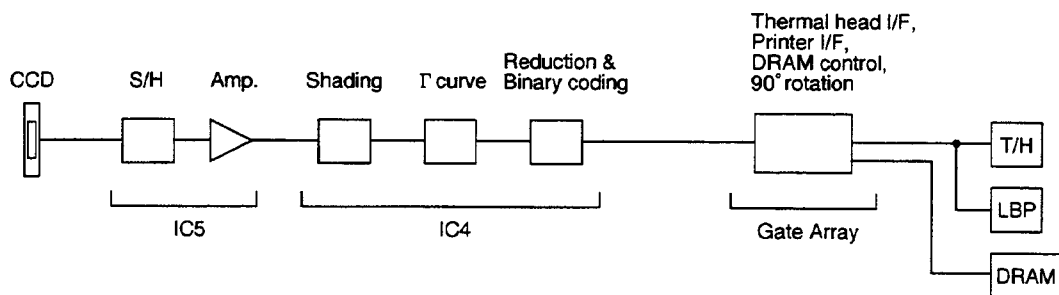 Thermal head I/F,
Printer I/F,
DRAM control,
90° rotation
Reduction &
Binary coding
CCD
S/H
Amp.
Shading
Γ curve
T/H
LBP
DRAM
IC5
IC4
Gate Array